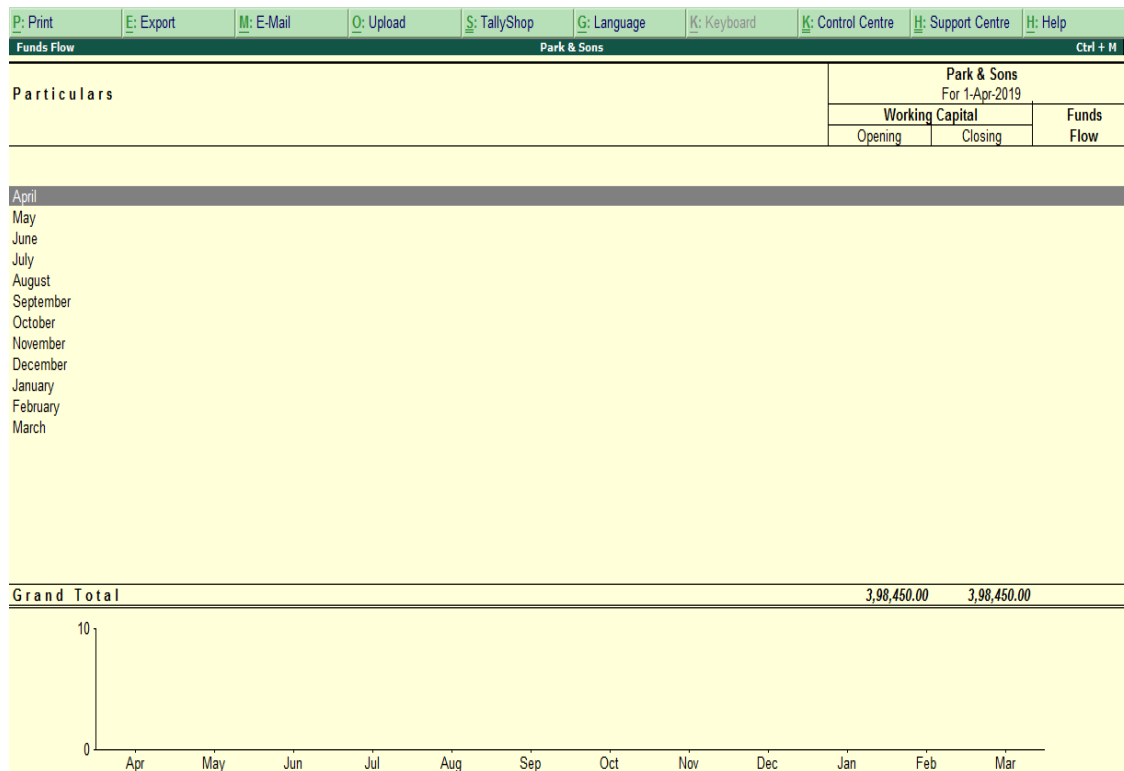 P: Print E: Export M: E-Mail O: Upload S: TallyShop G: Language K: Keyboard K: Control Centre H: Support Centre H: Help
Funds Flow Park & Sons Ctrl + M
Particulars
Park & Sons
For 1-Apr-2019
Working Capital Funds
Opening Closing Flow
April
May
June
July
August
September
October
November
December
January
February
March
Grand Total 3,98,450.00 3,98,450.00
10
0
Apr May Jun Jul Aug Sep Oct Nov Dec Jan Feb Mar